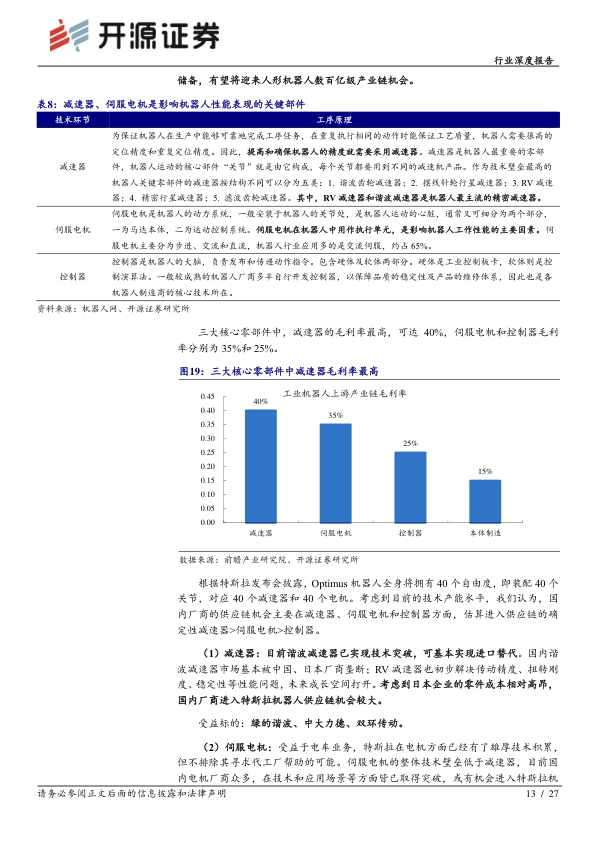 开源证券
行业深度报告
储备，有望将迎来人形机器人数百亿级产业链机会。
表8：减速器、伺服电机是影响机器人性能表现的关键部件
技术环节 工序原理
为保证机器人在生产中能够可靠地完成工序任务，在重复执行相同的动作时能保证工艺质量，机器人需要很高的
定位精度和重复定位精度。因此，提高和确保机器人的精度就需要采用减速器。减速器是机器人最重要的零部
减速器 件，机器人运动的核心部件“关节”就是由它构成，每个关节都要用到不同的减速机产品。作为技术壁垒最高的
机器人关键零部件的减速器按结构不同可以分为五类：1. 谐波齿轮减速器；2. 摆线针轮行星减速器；3. RV 减速
器；4. 精密行星减速器；5. 滤波齿轮减速器。其中，RV 减速器和谐波减速器是机器人最主流的精密减速器。
伺服电机是机器人的动力系统，一般安装于机器人的关节处，是机器人运动的心脏，通常又可细分为两个部分，
伺服电机 一为马达本体，二为运动控制系统。伺服电机在机器人中用作执行单元，是影响机器人工作性能的主要因素。伺
服电机主要分为步进、交流和直流，机器人行业应用多的是交流伺服，约占 65%。
控制器是机器人的大脑，负责发布和传递动作指令。包含硬体及软体两部分。硬体是工业控制板卡，软体则是控
控制器 制演算法。一般较成熟的机器人厂商多半自行开发控制器，以保障品质的稳定性及产品的维修体系，因此也是各
机器人制造商的核心技术所在。
资料来源：机器人网、开源证券研究所
三大核心零部件中，减速器的毛利率最高，可达 40%，伺服电机和控制器毛利
率分别为 35%和 25%。
图19：三大核心零部件中减速器毛利率最高
工业机器人上游产业链毛利率
0.45
0.40
0.35
0.30
0.25
0.20
0.15
0.10
0.05
0.00
40%
35%
25%
15%
减速器 伺服电机 控制器 本体制造
数据来源：前瞻产业研究院、开源证券研究所
根据特斯拉发布会披露，Optimus 机器人全身将拥有 40 个自由度，即装配 40 个
关节，对应 40 个减速器和 40 个电机。考虑到目前的技术产能水平，我们认为，国
内厂商的供应链机会主要在减速器、伺服电机和控制器方面，估算进入供应链的确
定性减速器>伺服电机>控制器。
（1）减速器：目前谐波减速器已实现技术突破，可基本实现进口替代。国内谐
波减速器市场基本被中国、日本厂商垄断；RV 减速器也初步解决传动精度、扭转刚
度、稳定性等性能问题，未来成长空间打开。考虑到日本企业的零件成本相对高昂，
国内厂商进入特斯拉机器人供应链机会较大。
受益标的：绿的谐波、中大力德、双环传动。
（2）伺服电机：受益于电车业务，特斯拉在电机方面已经有了雄厚技术积累，
但不排除其寻求代工厂帮助的可能。伺服电机的整体技术壁垒低于减速器，目前国
内电机厂商众多，在技术和应用场景等方面皆已取得突破，或有机会进入特斯拉机
请务必参阅正文后面的信息披露和法律声明 13 / 27